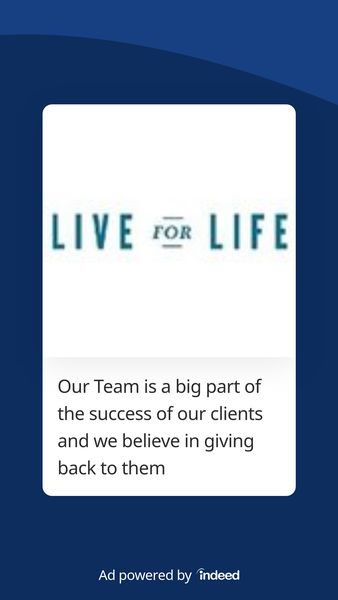 LIVE FOR LIFE
Our Team is a big part of
the success of our clients
and we believe in giving
back to them
Ad powered by indeed